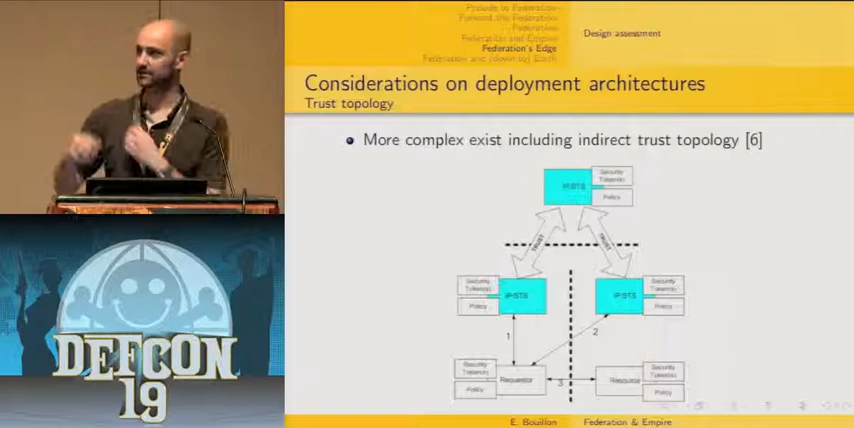 Prelude to Federation
Forward the Federation
Federation
Federation and Empire
Federation's Edge
Federation and (down to) Earth
Design assessment
Considerations on deployment architectures
Trust topology
More complex exist including indirect trust topology [6]
IP/STS
Security
Token(s)
Policy
TRUST
TRUST
IP/STS
Security
Token(s)
Policy
IP/STS
Security
Token(s)
Policy
1
2
Security
Token(s)
Policy
Requestor
3
Resource
Security
Token(s)
Policy
E. Bouillon
Federation & Empire
DEFCON
19